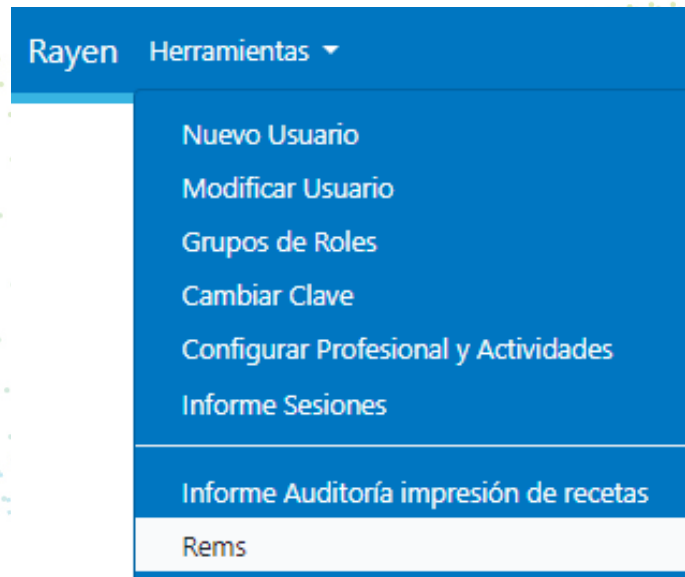 Rayen Herramientas
Nuevo Usuario
Modificar Usuario
Grupos de Roles
Cambiar Clave
Configurar Profesional y Actividades
Informe Sesiones
Informe Auditoría impresión de recetas
Rems